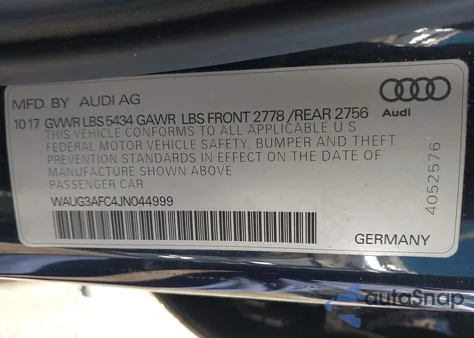 MFD. BY AUDI AG
Audi
10 17 GVWR LBS 5434 GAWR LBS FRONT 2778 /REAR 2756
THIS VEHICLE CONFORMS TO ALL APPLICABLE U S
FEDERAL MOTOR VEHICLE SAFETY, BUMPER AND THEFT
PREVENTION STANDARDS IN EFFECT ON THE DATE OF
MANUFACTURE SHOWN ABOVE
PASSENGER CAR
WAUG3AFC4JN044999
4052576
GERMANY
autoSnap